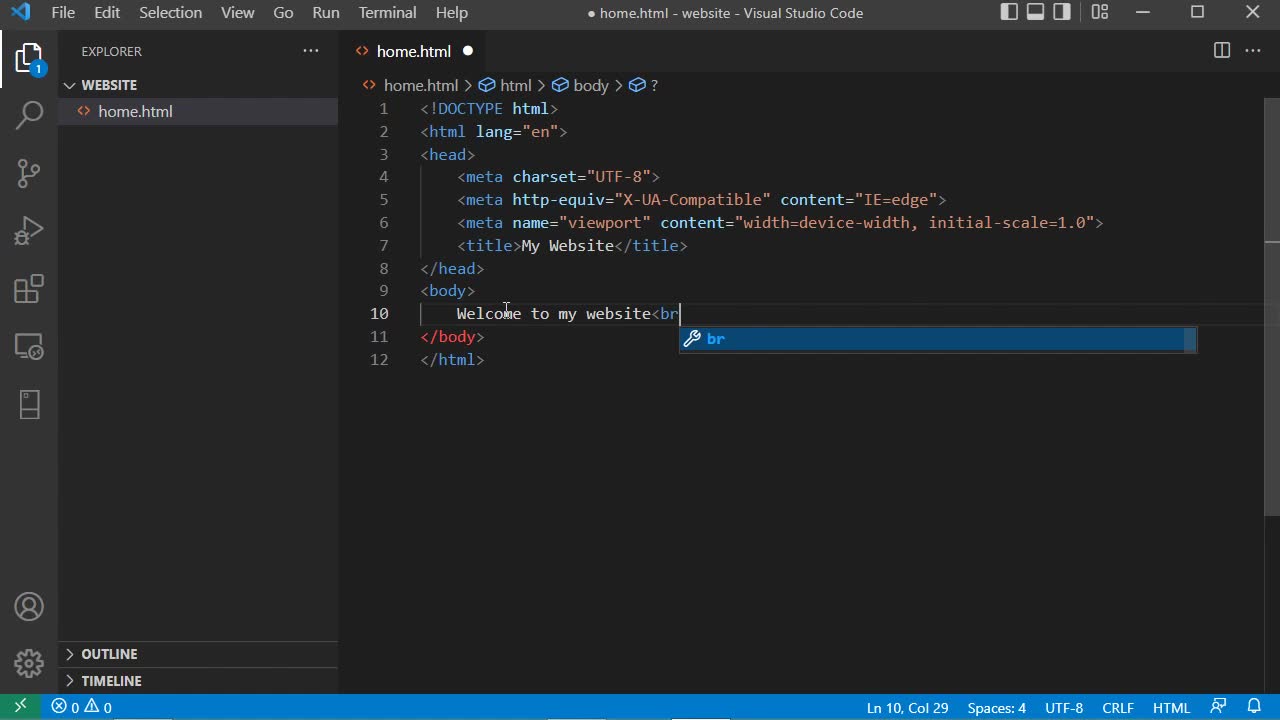 File Edit Selection View Go Run Terminal Help
● home.html - website - Visual Studio Code
EXPLORER
WEBSITE
home.html
1
home.html
home.html > html > body > ?
1 <!DOCTYPE html>
2 <html lang="en">
3 <head>
4 <meta charset="UTF-8">
5 <meta http-equiv="X-UA-Compatible" content="IE=edge">
6 <meta name="viewport" content="width=device-width, initial-scale=1.0">
7 <title>My Website</title>
8 </head>
9 <body>
10 Welcome to my website<br
br
11 </body>
12 </html>
OUTLINE
TIMELINE
0 0
Ln 10, Col 29 Spaces: 4 UTF-8 CRLF HTML